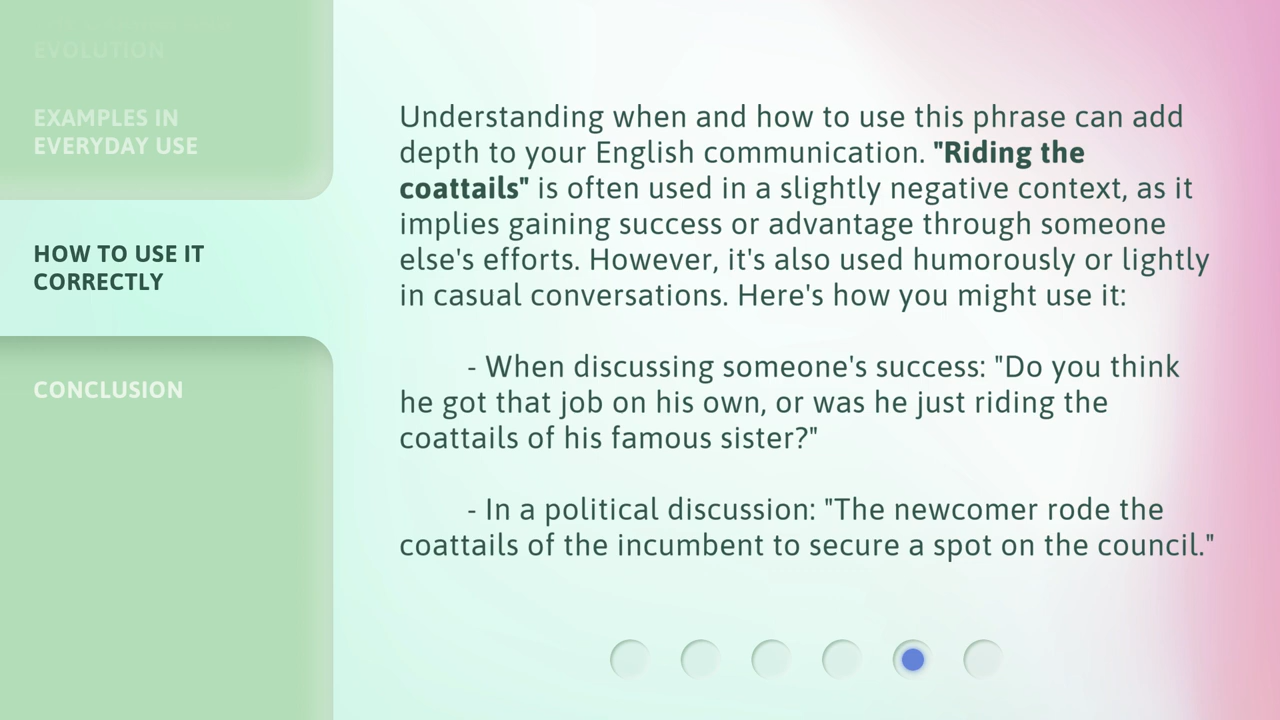 EVOLUTION
EXAMPLES IN
EVERYDAY USE
HOW TO USE IT
CORRECTLY
CONCLUSION
Understanding when and how to use this phrase can add
depth to your English communication. "Riding the
coattails" is often used in a slightly negative context, as it
implies gaining success or advantage through someone
else's efforts. However, it's also used humorously or lightly
in casual conversations. Here's how you might use it:
- When discussing someone's success: "Do you think
he got that job on his own, or was he just riding the
coattails of his famous sister?"
- In a political discussion: "The newcomer rode the
coattails of the incumbent to secure a spot on the council."